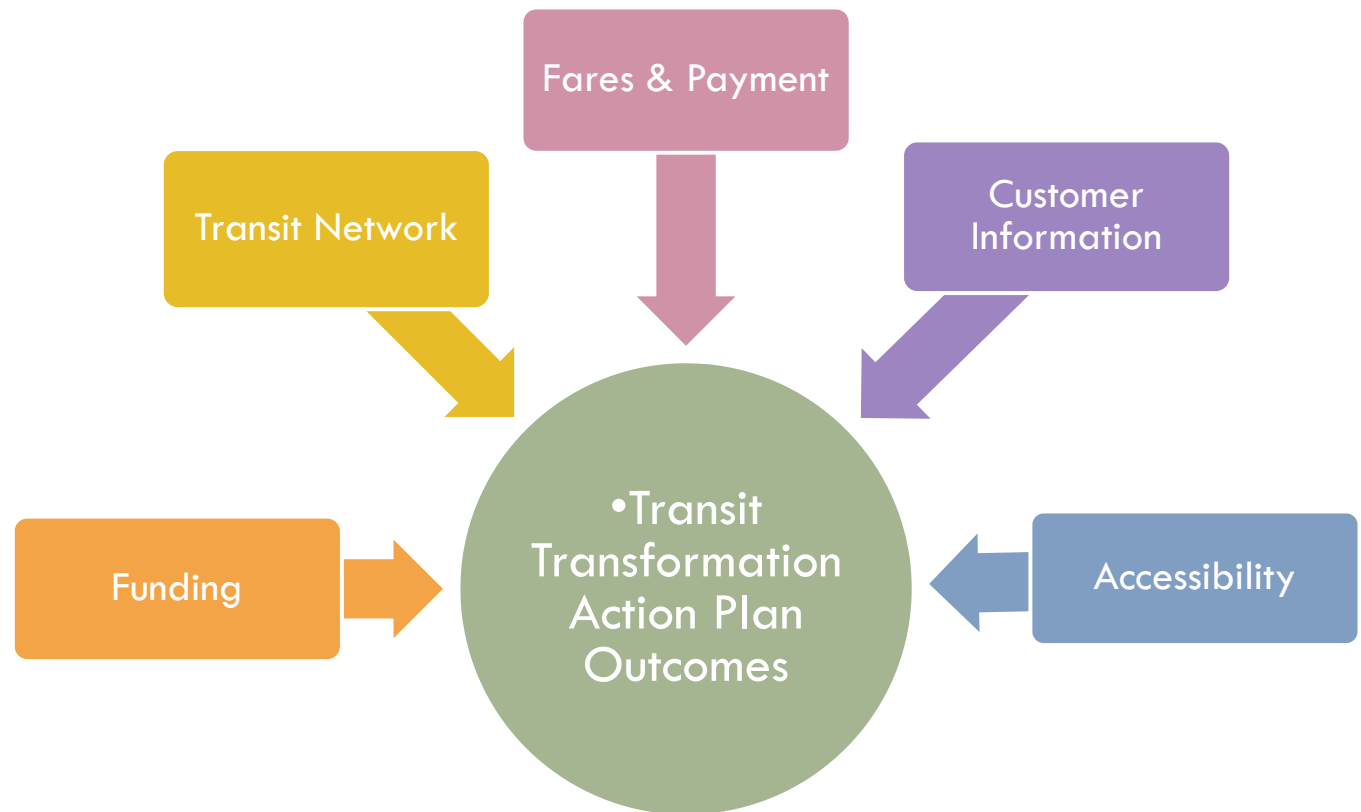 Fares & Payment
Transit Network
Customer
Information
Funding
•Transit
Transformation
Action Plan
Outcomes
Accessibility